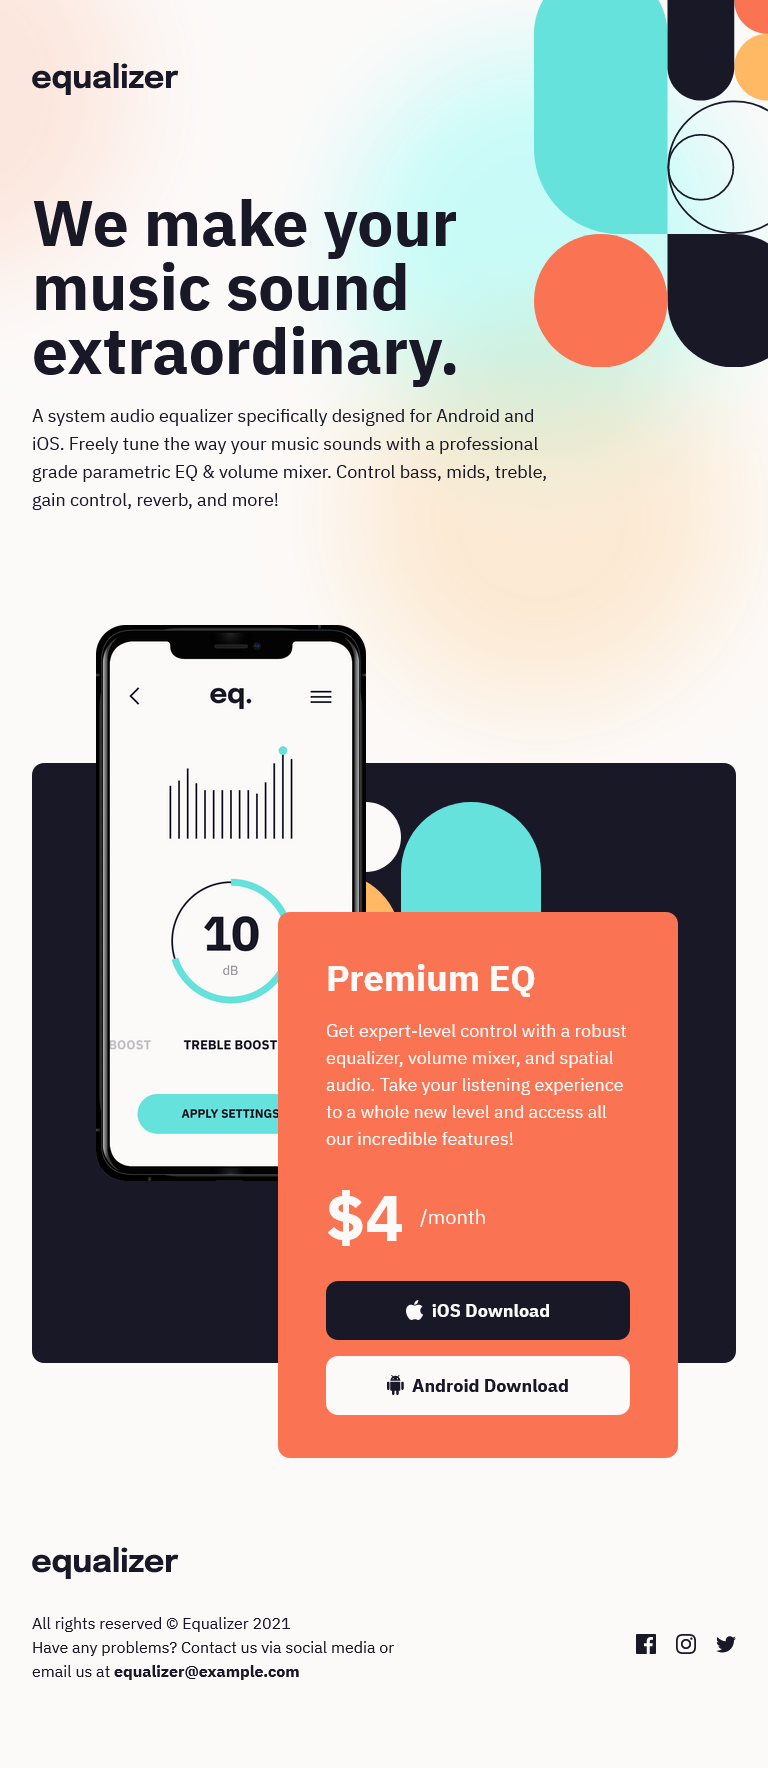 equalizer
We make your
music sound
extraordinary.
A system audio equalizer specifically designed for Android and
iOS. Freely tune the way your music sounds with a professional
grade parametric EQ & volume mixer. Control bass, mids, treble,
gain control, reverb, and more!
eq.
10
dB
BOOST TREBLE BOOST
APPLY SETTINGS
Premium EQ
Get expert-level control with a robust
equalizer, volume mixer, and spatial
audio. Take your listening experience
to a whole new level and access all
our incredible features!
$4 /month
iOS Download
Android Download
equalizer
All rights reserved © Equalizer 2021
Have any problems? Contact us via social media or
email us at equalizer@example.com